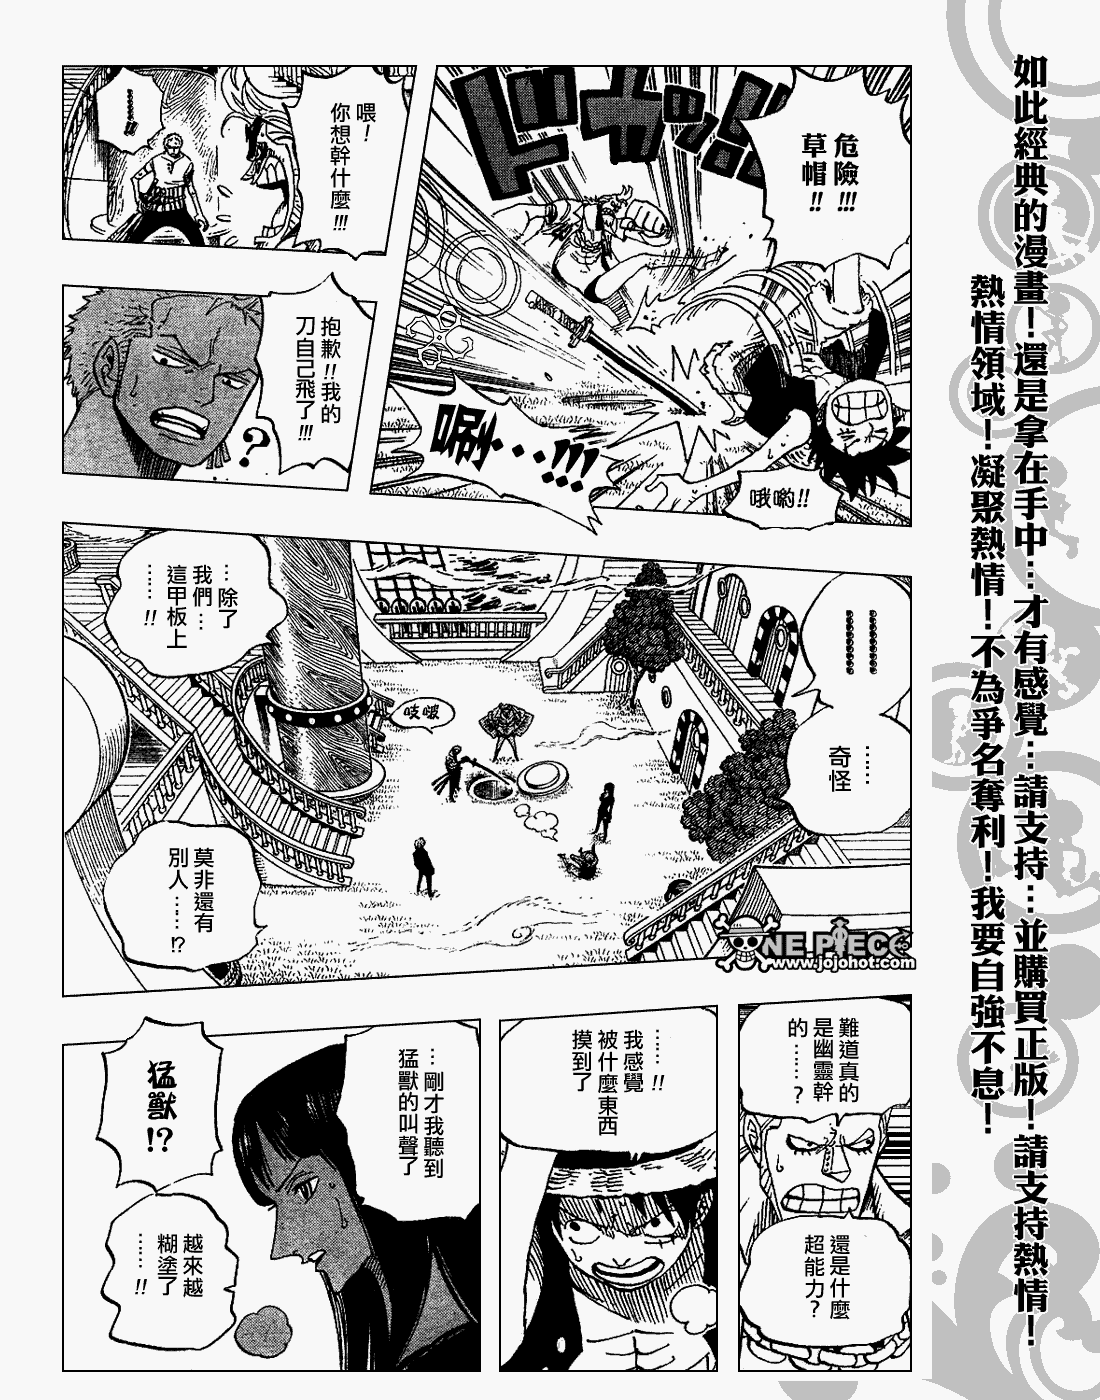 危險!!!
草帽!!
ドガッ!!
哦喲!!
唰…!!!
喂!
你想幹什麼!!!
………!!
抱歉!!我的
刀自己飛了!!!
?
………………
……
奇怪
…除了
我們…
這甲板上
……!!
吱啵
莫非還有
別人……!?
ONE PIECE
www.jojohot.com
難道真的
是幽靈幹
的……?
還是什麼
超能力?
……!!
我感覺
被什麼東西
摸到了
…剛才我聽到
猛獸的叫聲了
猛獸!?
越來越
糊塗了
……!!
如此經典的漫畫!還是拿在手中…才有感覺…請支持…並購買正版!請支持熱情!
熱情領域!凝聚熱情!不為爭名奪利!我要自強不息!